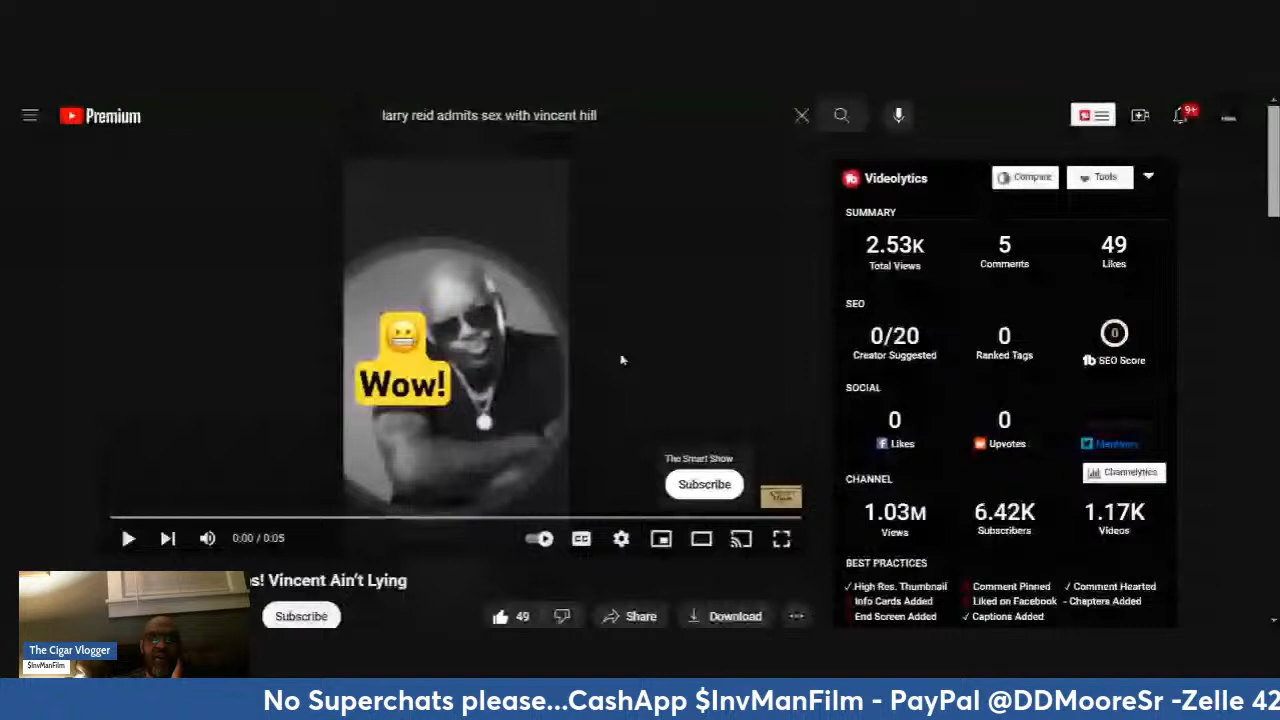 Premium
larry reid admits sex with vincent hill
9+
Wow!
The Smart Show
Subscribe
0:00 / 0:05
s! Vincent Ain't Lying
Subscribe
49
Share
Download
Videolytics
Compare
Tools
SUMMARY
2.53K
5
49
Total Views
Comments
Likes
SEO
0/20
0
0
Creator Suggested
Ranked Tags
SEO Score
SOCIAL
0
0
Likes
Upvotes
Mentions
Channelytics
CHANNEL
1.03M
6.42K
1.17K
Views
Subscribers
Videos
BEST PRACTICES
High Res. Thumbnail
Comment Pinned
Comment Hearted
Info Cards Added
Liked on Facebook
- Chapters Added
End Screen Added
Captions Added
The Cigar Vlogger
$InvManFilm
No Superchats please...CashApp $InvManFilm - PayPal @DDMooreSr -Zelle 42